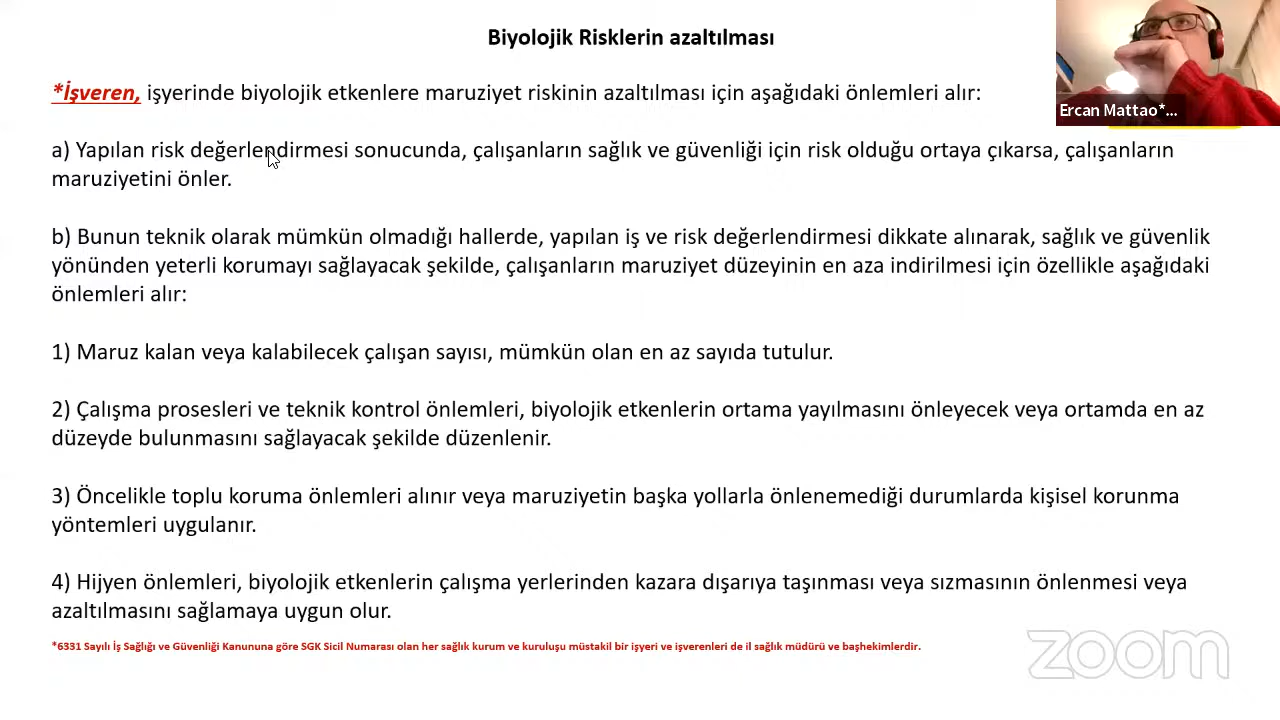 Biyolojik Risklerin azaltılması
*İşveren, işyerinde biyolojik etkenlere maruziyet riskinin azaltılması için aşağıdaki önlemleri alır:
Ercan Mattao*...
a) Yapılan risk değerlendirmesi sonucunda, çalışanların sağlık ve güvenliği için risk olduğu ortaya çıkarsa, çalışanların
maruziyetini önler.
b) Bunun teknik olarak mümkün olmadığı hallerde, yapılan iş ve risk değerlendirmesi dikkate alınarak, sağlık ve güvenlik
yönünden yeterli korumayı sağlayacak şekilde, çalışanların maruziyet düzeyinin en aza indirilmesi için özellikle aşağıdaki
önlemleri alır:
1) Maruz kalan veya kalabilecek çalışan sayısı, mümkün olan en az sayıda tutulur.
2) Çalışma prosesleri ve teknik kontrol önlemleri, biyolojik etkenlerin ortama yayılmasını önleyecek veya ortamda en az
düzeyde bulunmasını sağlayacak şekilde düzenlenir.
3) Öncelikle toplu koruma önlemleri alınır veya maruziyetin başka yollarla önlenemediği durumlarda kişisel korunma
yöntemleri uygulanır.
4) Hijyen önlemleri, biyolojik etkenlerin çalışma yerlerinden kazara dışarıya taşınması veya sızmasının önlenmesi veya
azaltılmasını sağlamaya uygun olur.
*6331 Sayılı İş Sağlığı ve Güvenliği Kanununa göre SGK Sicil Numarası olan her sağlık kurum ve kuruluşu müstakil bir işyeri ve işverenleri de il sağlık müdürü ve başhekimlerdir.
zoom